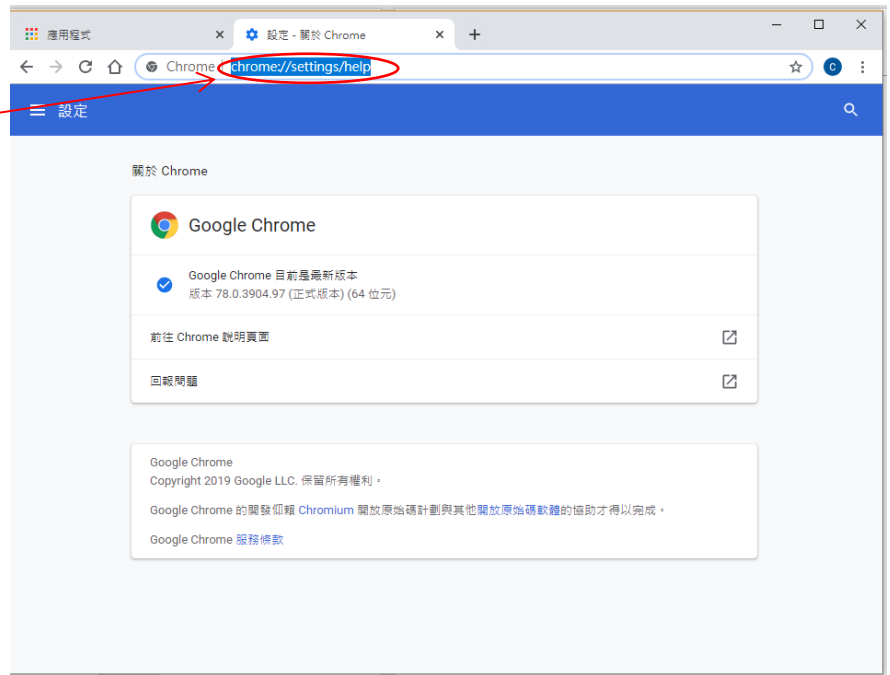 應用程式
設定 - 關於 Chrome
Chrome | chrome://settings/help
C
設定
關於 Chrome
Google Chrome
Google Chrome 目前是最新版本
版本 78.0.3904.97 (正式版本) (64 位元)
前往 Chrome 說明頁面
回報問題
Google Chrome
Copyright 2019 Google LLC. 保留所有權利。
Google Chrome 的開發仰賴 Chromium 開放原始碼計劃與其他開放原始碼軟體的協助才得以完成。
Google Chrome 服務條款